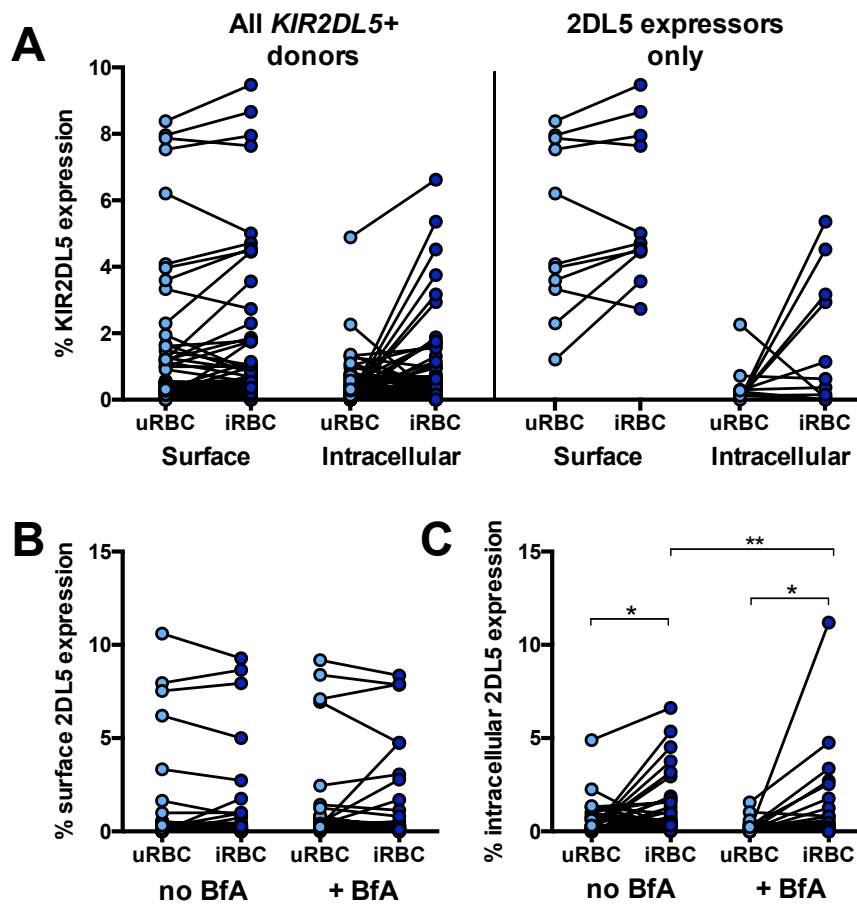 A
All KIR2DL5+
donors
2DL5 expressors
only
% KIR2DL5 expression
10
8
6
4
2
0
uRBC iRBC uRBC iRBC uRBC iRBC uRBC iRBC
Surface Intracellular Surface Intracellular
B
% surface 2DL5 expression
15
10
5
0
uRBC iRBC uRBC iRBC
no BfA + BfA
C
% intracellular 2DL5 expression
15
10
5
0
**
* *
uRBC iRBC uRBC iRBC
no BfA + BfA